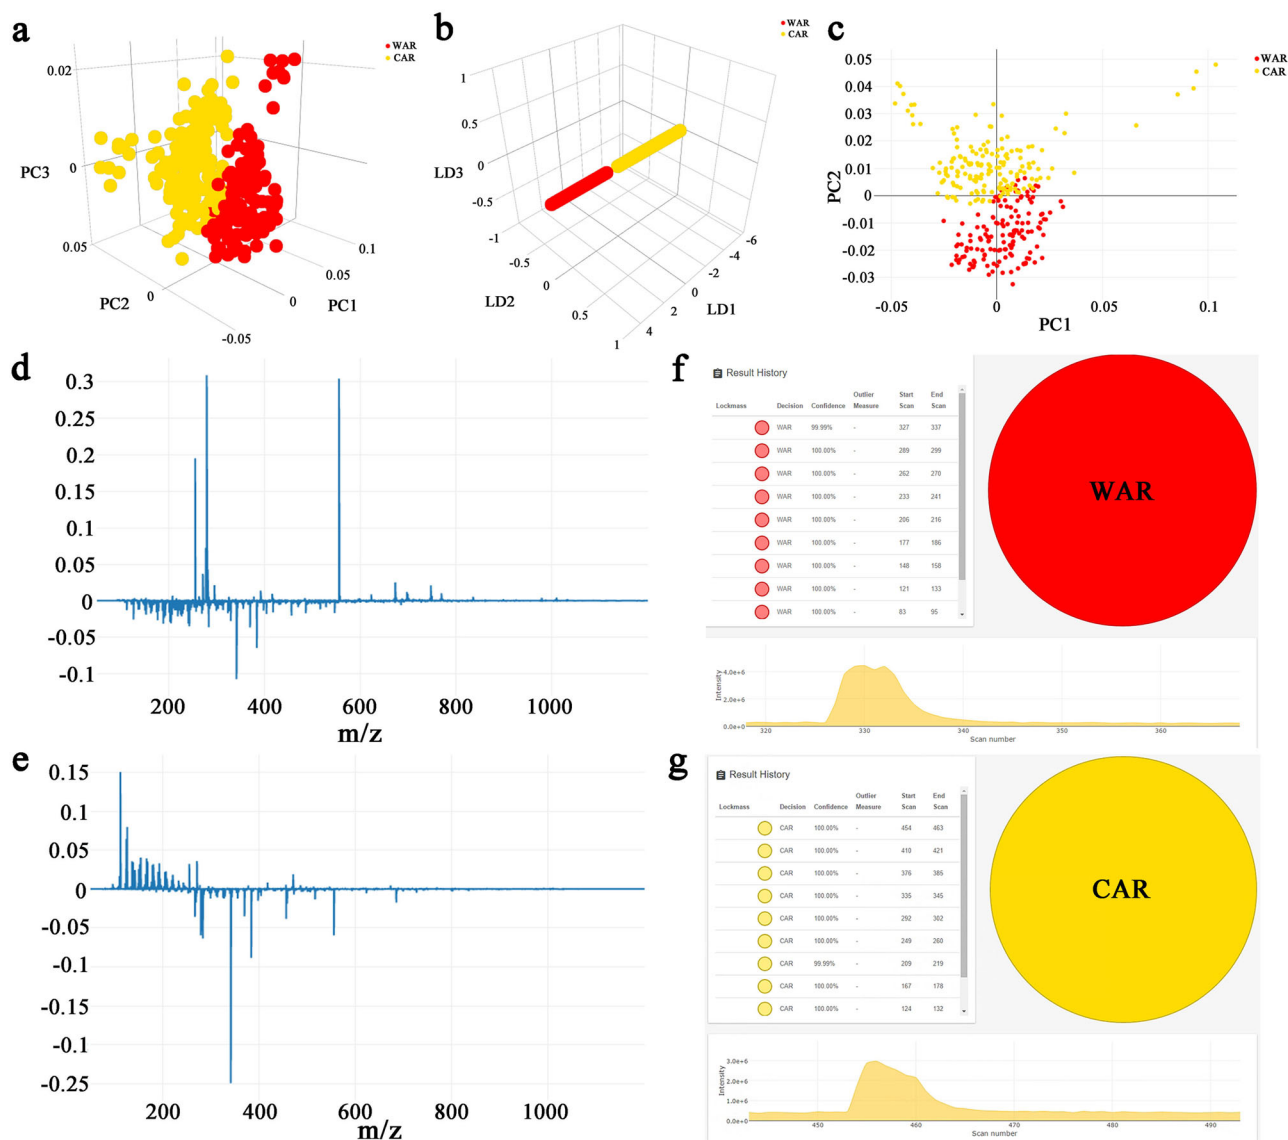 a
WAR
CAR
0.02
PC3
0
0.05
PC2
0
-0.05
0
PC1
0.05
0.1
b
WAR
CAR
1
0.5
LD3
0
-0.5
-1
-0.5
LD2
0
0.5
1
4
2
LD1
0
-2
-4
-6
c
WAR
CAR
0.05
0.04
0.03
0.02
0.01
0
-0.01
-0.02
-0.03
PC2
-0.05
0
0.05
0.1
PC1
d
0.3
0.25
0.2
0.15
0.1
0.05
0
-0.05
-0.1
200 400 600 800 1000
m/z
e
0.15
0.1
0.05
0
-0.05
-0.1
-0.15
-0.1
-0.25
200 400 600 800 1000
m/z
f
Result History
Lockmass Decision Confidence Outlier Measure Start Scan End Scan
WAR 99.99% - 327 337
WAR 100.00% - 289 299
WAR 100.00% - 262 270
WAR 100.00% - 233 241
WAR 100.00% - 206 216
WAR 100.00% - 177 186
WAR 100.00% - 148 158
WAR 100.00% - 121 133
WAR 100.00% - 83 95
WAR
Intensity
4.0e+6
2.0e+6
0.0e+0
320 330 340 350 360
Scan number
g
Result History
Lockmass Decision Confidence Outlier Measure Start Scan End Scan
CAR 100.00% - 454 463
CAR 100.00% - 410 421
CAR 100.00% - 376 385
CAR 100.00% - 335 345
CAR 100.00% - 292 302
CAR 100.00% - 249 260
CAR 99.99% - 209 219
CAR 100.00% - 167 178
CAR 100.00% - 124 132
CAR
Intensity
3.0e+6
2.0e+6
1.0e+6
0.0e+0
450 460 470 480 490
Scan number